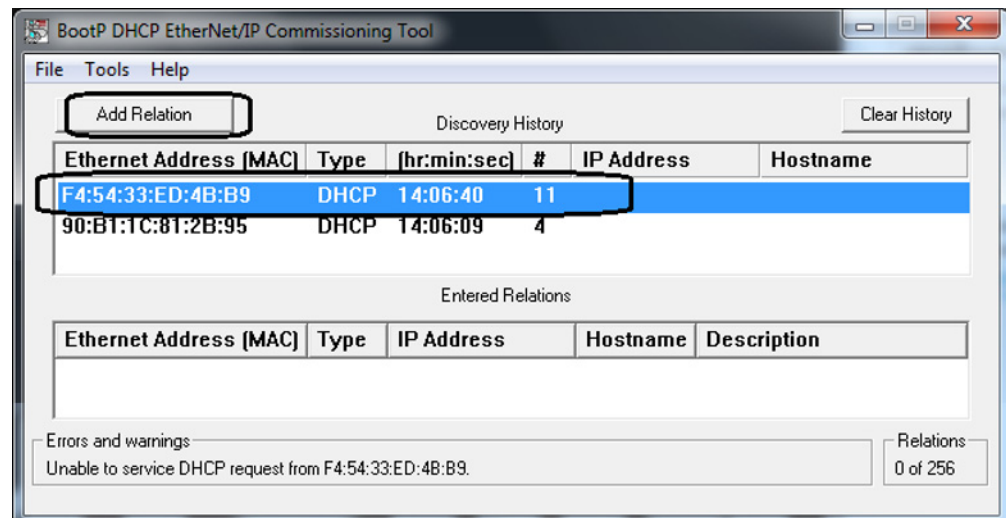 BootP DHCP EtherNet/IP Commissioning Tool
File Tools Help
Add Relation Discovery History Clear History
Ethernet Address (MAC) Type (hr:min:sec) # IP Address Hostname
F4:54:33:ED:4B:B9 DHCP 14:06:40 11
90:B1:1C:81:2B:95 DHCP 14:06:09 4
Entered Relations
Ethernet Address (MAC) Type IP Address Hostname Description
Errors and warnings Relations
Unable to service DHCP request from F4:54:33:ED:4B:B9. 0 of 256